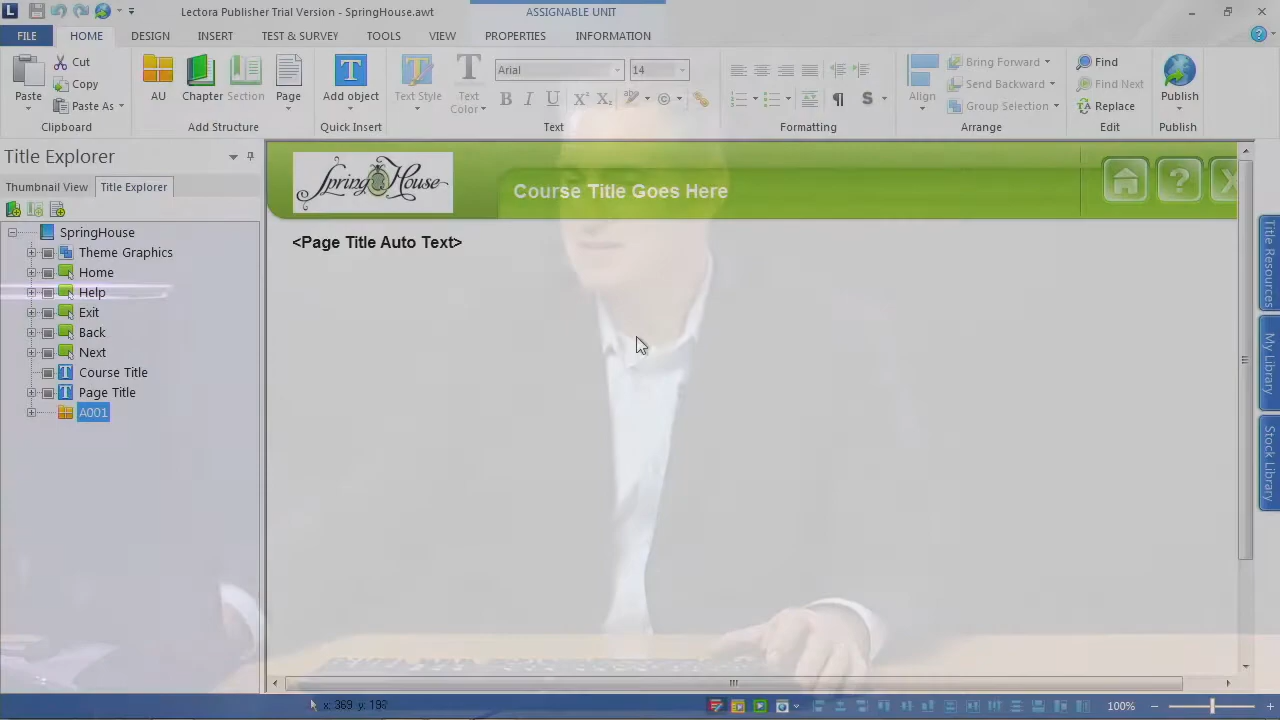 Lectora Publisher Trial Version - SpringHouse.awt
ASSIGNABLE UNIT
FILE HOME DESIGN INSERT TEST & SURVEY TOOLS VIEW PROPERTIES INFORMATION
Paste
Cut
Copy
Paste As
Clipboard
AU Chapter Section Page
Add Structure
Add object
Quick Insert
Text Style
Text Color
Arial 14
B I U X² X₂
Text
Formatting
Align
Bring Forward
Send Backward
Group Selection
Arrange
Find
Find Next
Replace
Edit
Publish
Publish
Title Explorer
Thumbnail View Title Explorer
SpringHouse
Theme Graphics
Home
Help
Exit
Back
Next
Course Title
Page Title
A001
Spring House
Course Title Goes Here
<Page Title Auto Text>
Title Resources
My Library
Stock Library
100%